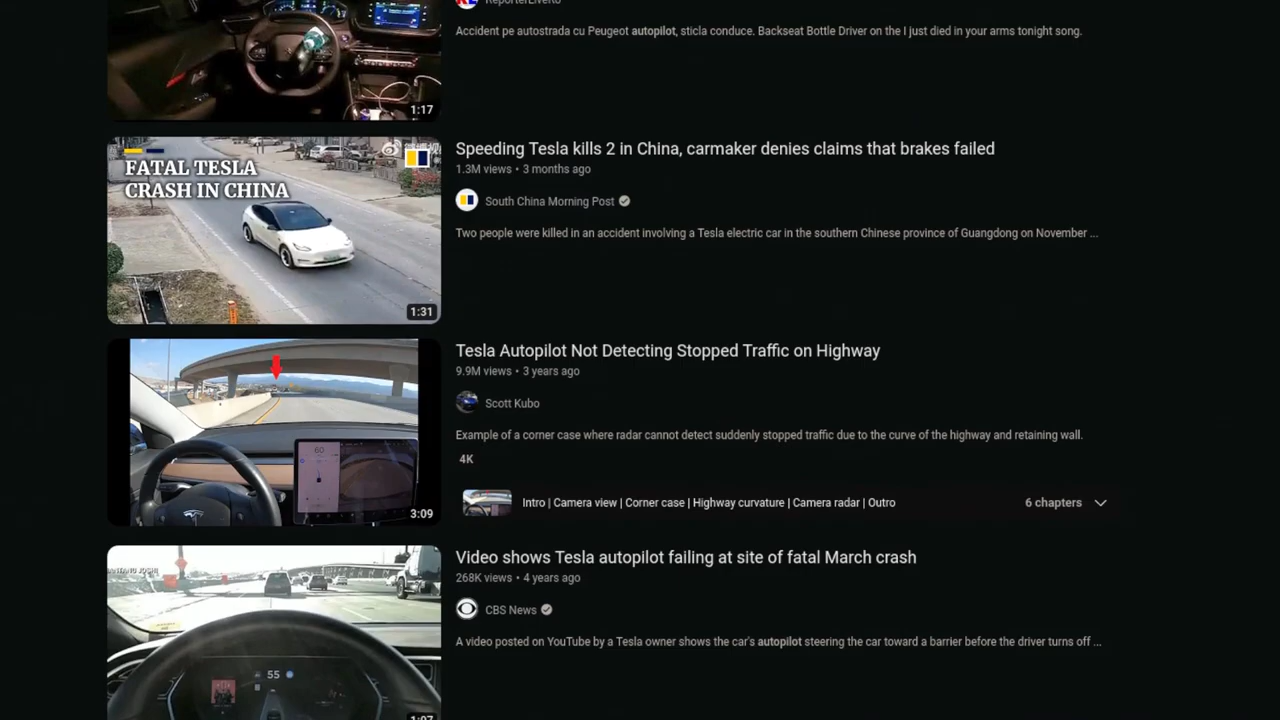 Accident pe autostrada cu Peugeot autopilot, sticla conduce. Backseat Bottle Driver on the I just died in your arms tonight song.
1:17
FATAL TESLA
CRASH IN CHINA
1:31
Speeding Tesla kills 2 in China, carmaker denies claims that brakes failed
1.3M views • 3 months ago
South China Morning Post
Two people were killed in an accident involving a Tesla electric car in the southern Chinese province of Guangdong on November ...
60
3:09
Tesla Autopilot Not Detecting Stopped Traffic on Highway
9.9M views • 3 years ago
Scott Kubo
Example of a corner case where radar cannot detect suddenly stopped traffic due to the curve of the highway and retaining wall.
4K
Intro | Camera view | Corner case | Highway curvature | Camera radar | Outro
6 chapters
55
Video shows Tesla autopilot failing at site of fatal March crash
268K views • 4 years ago
CBS News
A video posted on YouTube by a Tesla owner shows the car's autopilot steering the car toward a barrier before the driver turns off ...